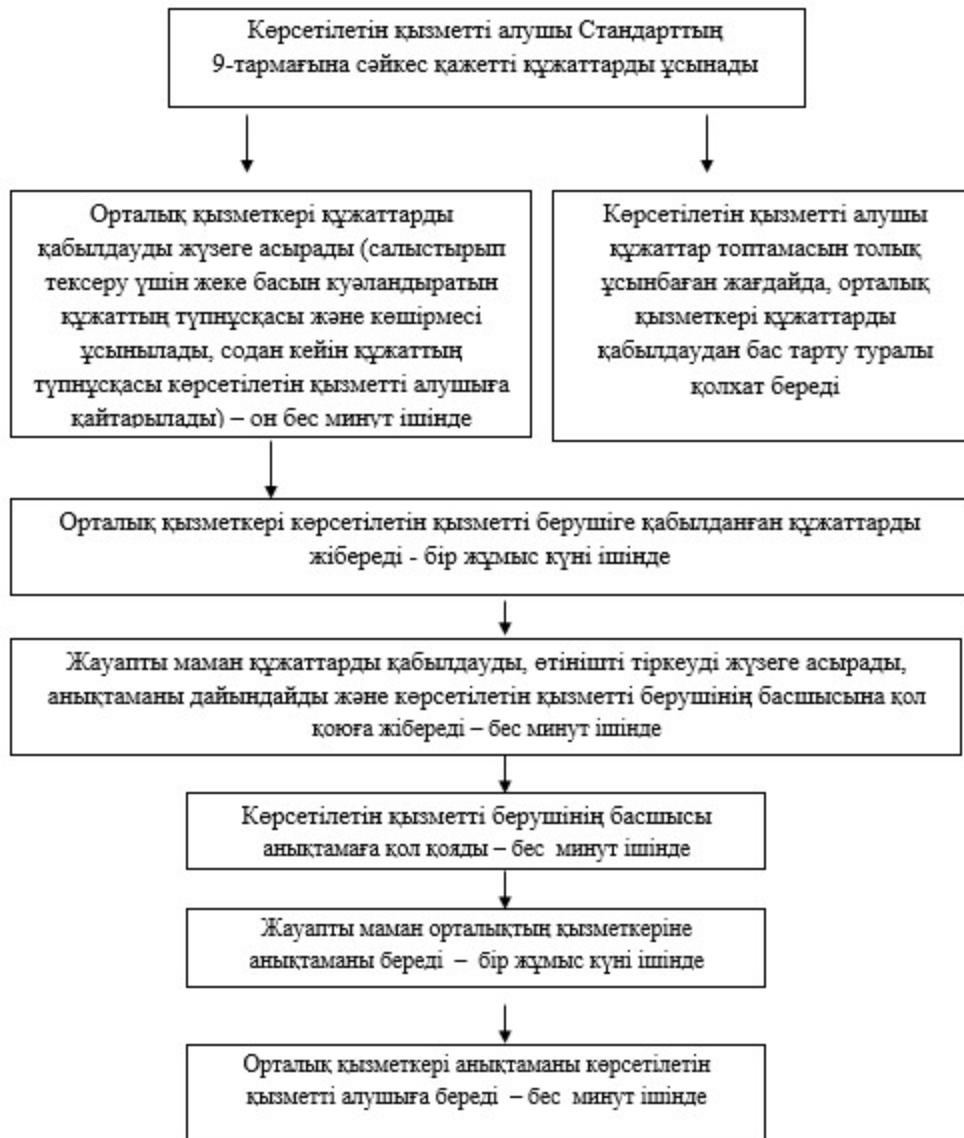 Көрсетілетін қызметті алушы Стандарттың
9-тармағына сәйкес қажетті құжаттарды ұсынады
Орталық қызметкері құжаттарды
қабылдауды жүзеге асырады (салыстырып
тексеру үшін жеке басын куәландыратын
құжаттың түпнұсқасы және көшірмесі
ұсынылады, содан кейін құжаттың
түпнұсқасы көрсетілетін қызметті алушыға
қайтарылады) – он бес минут ішінде
Көрсетілетін қызметті алушы
құжаттар топтамасын толық
ұсынбаған жағдайда, орталық
қызметкері құжаттарды
қабылдаудан бас тарту туралы
қолхат береді
Орталық қызметкері көрсетілетін қызметті берушіге қабылданған құжаттарды
жібереді - бір жұмыс күні ішінде
Жауапты маман құжаттарды қабылдауды, өтінішті тіркеуді жүзеге асырады,
анықтаманы дайындайды және көрсетілетін қызметті берушінің басшысына қол
қоюға жібереді – бес минут ішінде
Көрсетілетін қызметті берушінің басшысы
анықтамаға қол қояды – бес минут ішінде
Жауапты маман орталықтың қызметкеріне
анықтаманы береді – бір жұмыс күні ішінде
Орталық қызметкері анықтаманы көрсетілетін
қызметті алушыға береді – бес минут ішінде